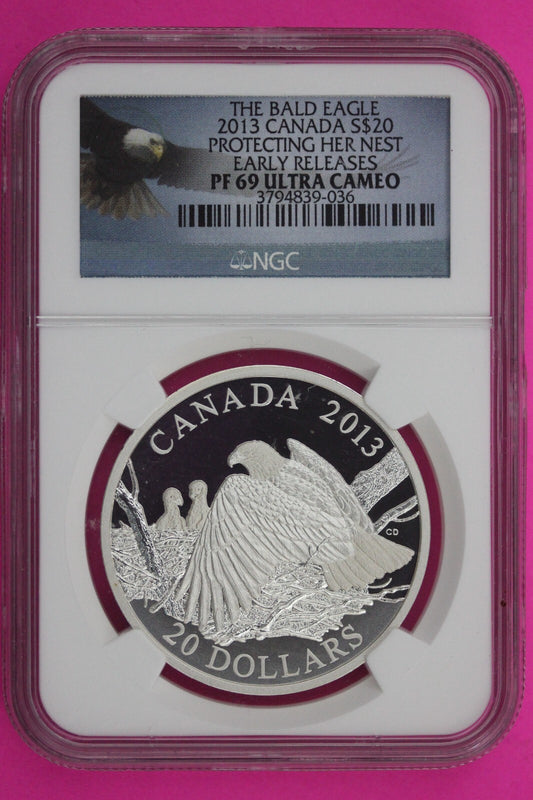 THE BALD EAGLE
2013 CANADA S$20
PROTECTING HER NEST
EARLY RELEASES
PF 69 ULTRA CAMEO
3794839-036
NGC
CANADA 2013
CD
20 DOLLARS